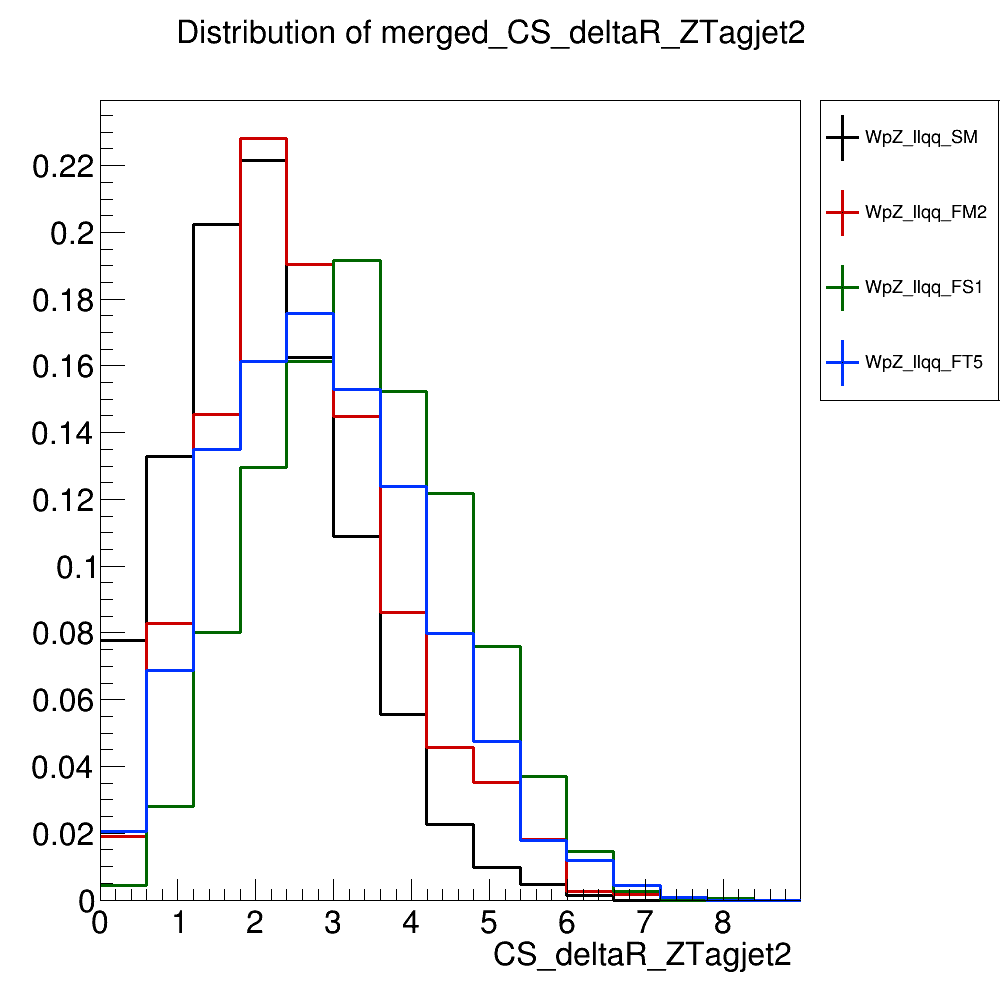 Distribution of merged_CS_deltaR_ZTagjet2
WpZ_llqq_SM
WpZ_llqq_FM2
WpZ_llqq_FS1
WpZ_llqq_FT5
0.22
0.2
0.18
0.16
0.14
0.12
0.1
0.08
0.06
0.04
0.02
0
0 1 2 3 4 5 6 7 8
CS_deltaR_ZTagjet2